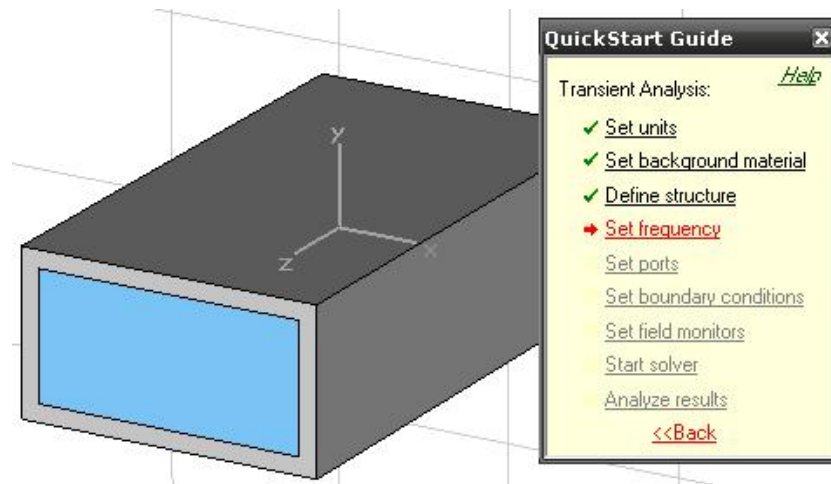 QuickStart Guide
Help
Transient Analysis:
Set units
Set background material
Define structure
Set frequency
Set ports
Set boundary conditions
Set field monitors
Start solver
Analyze results
<<Back
y
x
z